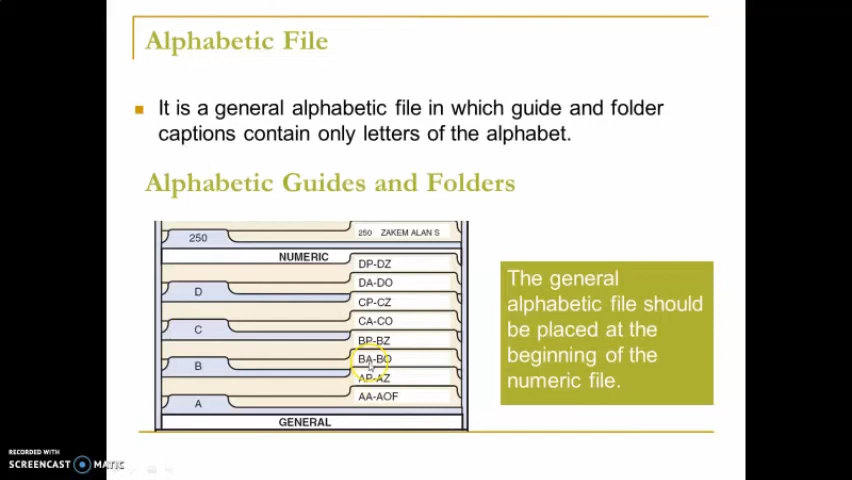 Alphabetic File
It is a general alphabetic file in which guide and folder
captions contain only letters of the alphabet.
Alphabetic Guides and Folders
250 ZAKEM ALAN S
250
NUMERIC
DP-DZ
DA-DO
D
CP-CZ
CA-CO
C
BP-BZ
BA-BO
B
AP-AZ
AA-AOF
A
GENERAL
The general
alphabetic file should
be placed at the
beginning of the
numeric file.
RECORDED WITH
SCREENCAST MATIC